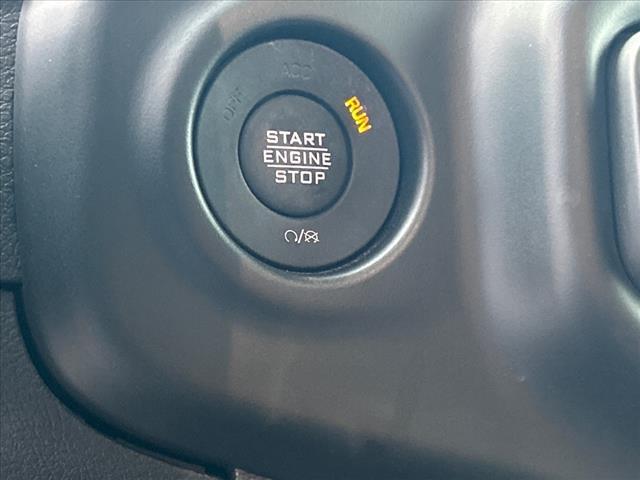 OFF
ACC
RUN
START
ENGINE
STOP